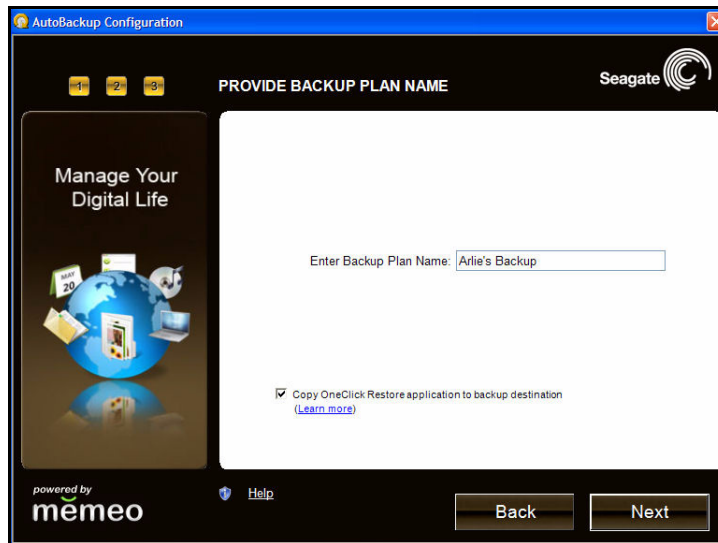 AutoBackup Configuration
1 2 3
PROVIDE BACKUP PLAN NAME
Seagate
Manage Your
Digital Life
MAY
20
Enter Backup Plan Name: Arlie's Backup
Copy OneClick Restore application to backup destination
(Learn more)
powered by
memeo
Help
Back
Next